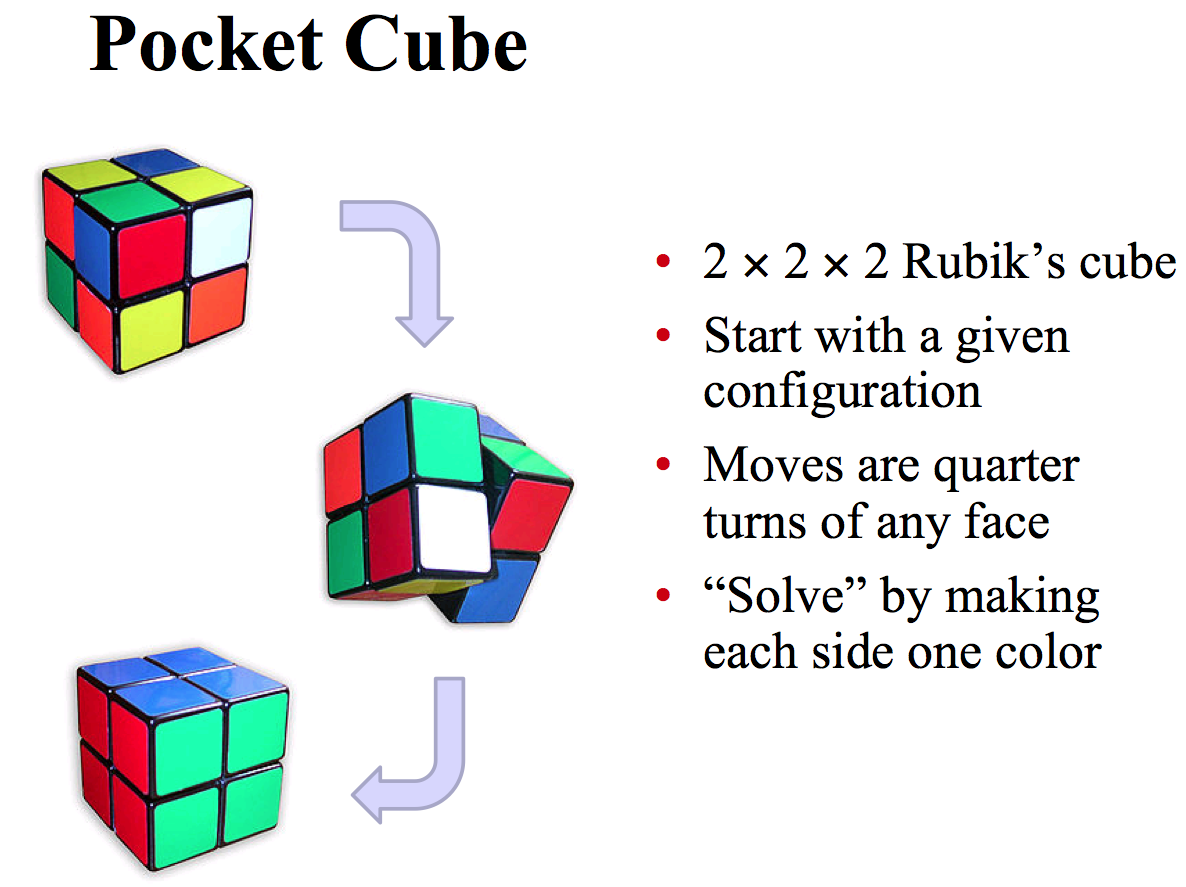 Pocket Cube
• 2 × 2 × 2 Rubik’s cube
• Start with a given
configuration
• Moves are quarter
turns of any face
• “Solve” by making
each side one color